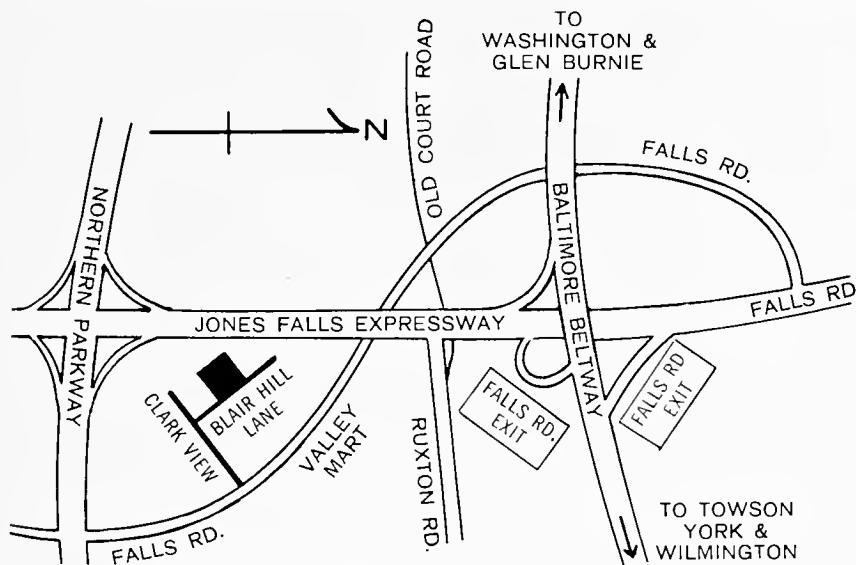 TO
WASHINGTON &
GLEN BURNIE
OLD COURT ROAD
N
FALLS RD.
NORTHERN PARKWAY
BALTIMORE BELTWAY
FALLS RD
JONES FALLS EXPRESSWAY
BLAIR HILL
LANE
CLARK VIEW
VALLEY
MART
FALLS RD.
EXIT
FALLS RD
EXIT
RUXTON RD.
FALLS RD.
TO TOWSON
YORK &
WILMINGTON